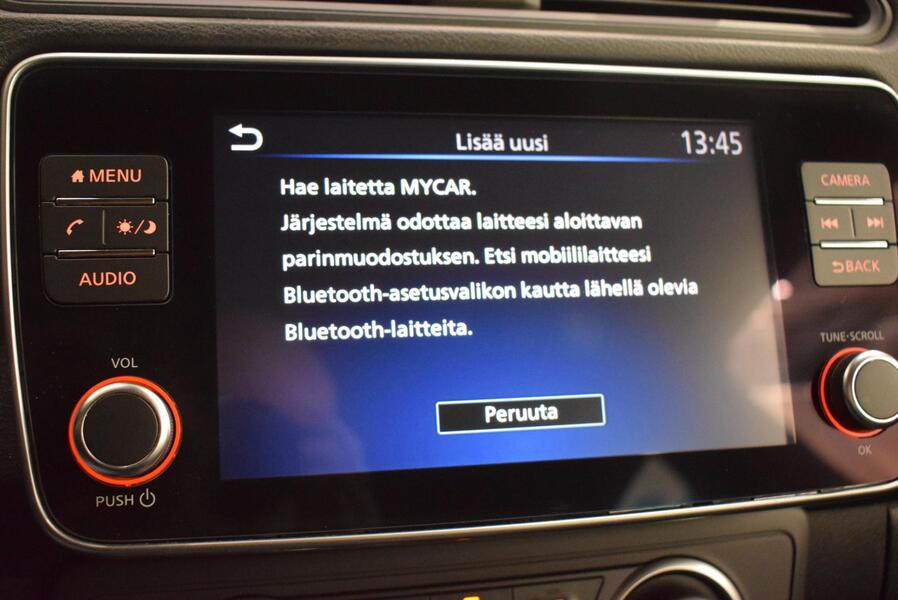 Lisää uusi
13:45
Hae laitetta MYCAR.
Järjestelmä odottaa laitteesi aloittavan
parinmuodostuksen. Etsi mobiililaitteesi
Bluetooth-asetusvalikon kautta lähellä olevia
Bluetooth-laitteita.
Peruuta
MENU
AUDIO
VOL
PUSH
CAMERA
BACK
TUNE·SCROLL
OK